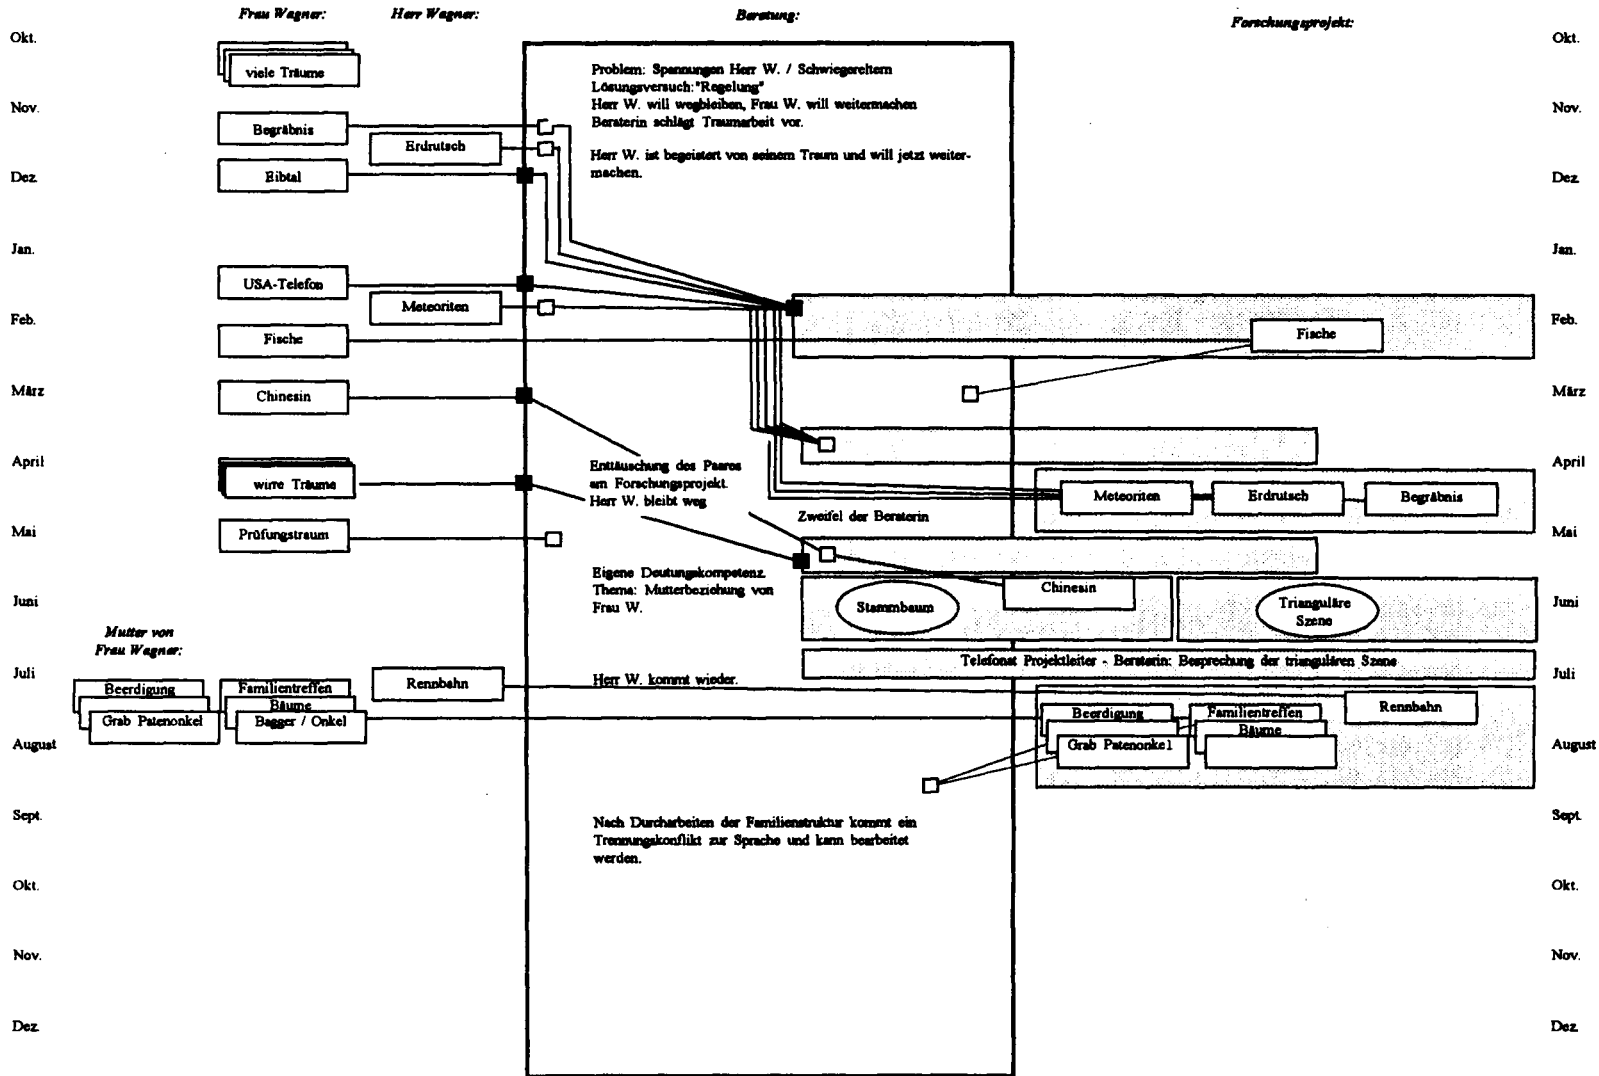 Frau Wagner:
Herr Wagner:
Beratung:
Forschungsprojekt:
Okt.
Okt.
viele Träume
Problem: Spannungen Herr W. / Schwiegereltern
Lösungsversuch:"Regelung"
Herr W. will wegbleiben, Frau W. will weitermachen
Beraterin schlägt Traumarbeit vor.
Nov.
Nov.
Begräbnis
Erdrutsch
Herr W. ist begeistert von seinem Traum und will jetzt weiter-
machen.
Dez.
Eibtal
Dez.
Jan.
Jan.
USA-Telefon
Meteoriten
Feb.
Feb.
Fische
Fische
März
März
Chinesin
April
April
wirre Träume
Enttäuschung des Paares
am Forschungsprojekt.
Herr W. bleibt weg
Meteoriten
Erdrutsch
Begräbnis
Zweifel der Beraterin
Mai
Mai
Prüfungstraum
Eigene Deutungskompetenz.
Thema: Mutterbeziehung von
Frau W.
Chinesin
Juni
Juni
Stammbaum
Trianguläre
Szene
Mutter von
Frau Wagner:
Telefonat Projektleiter - Beraterin: Besprechung der triangulären Szene
Juli
Juli
Herr W. kommt wieder.
Rennbahn
Rennbahn
Beerdigung
Grab Patenonkel
Familientreffen
Bäume
Bagger / Onkel
Beerdigung
Grab Patenonkel
Familientreffen
Bäume
August
August
Sept.
Sept.
Nach Durcharbeiten der Familienstruktur kommt ein
Trennungskonflikt zur Sprache und kann bearbeitet
werden.
Okt.
Okt.
Nov.
Nov.
Dez.
Dez.